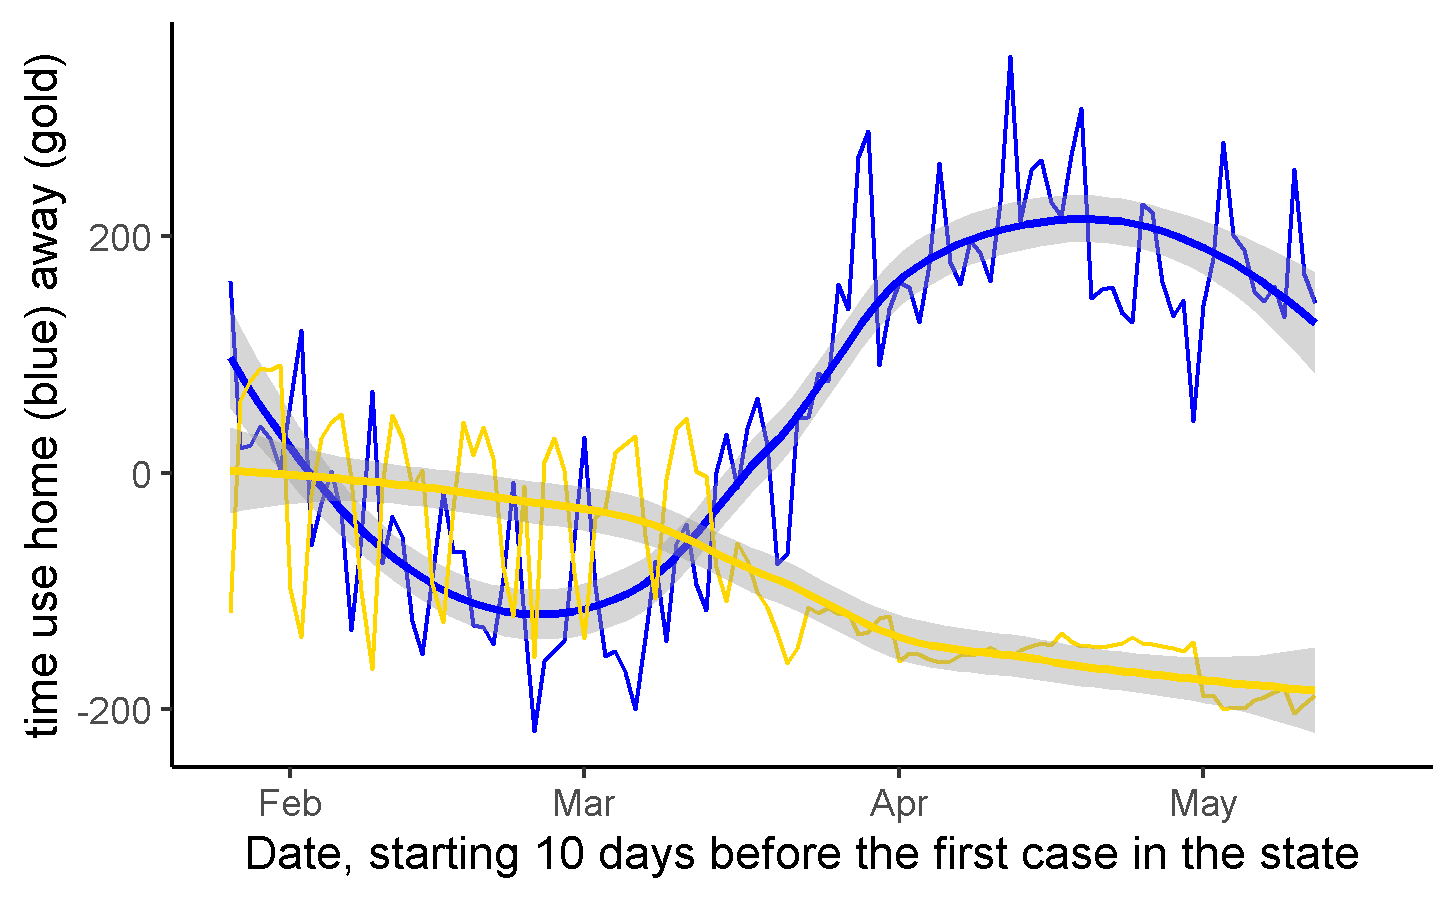 time use home (blue) away (gold)
200
0
-200
Feb
Mar
Apr
May
Date, starting 10 days before the first case in the state